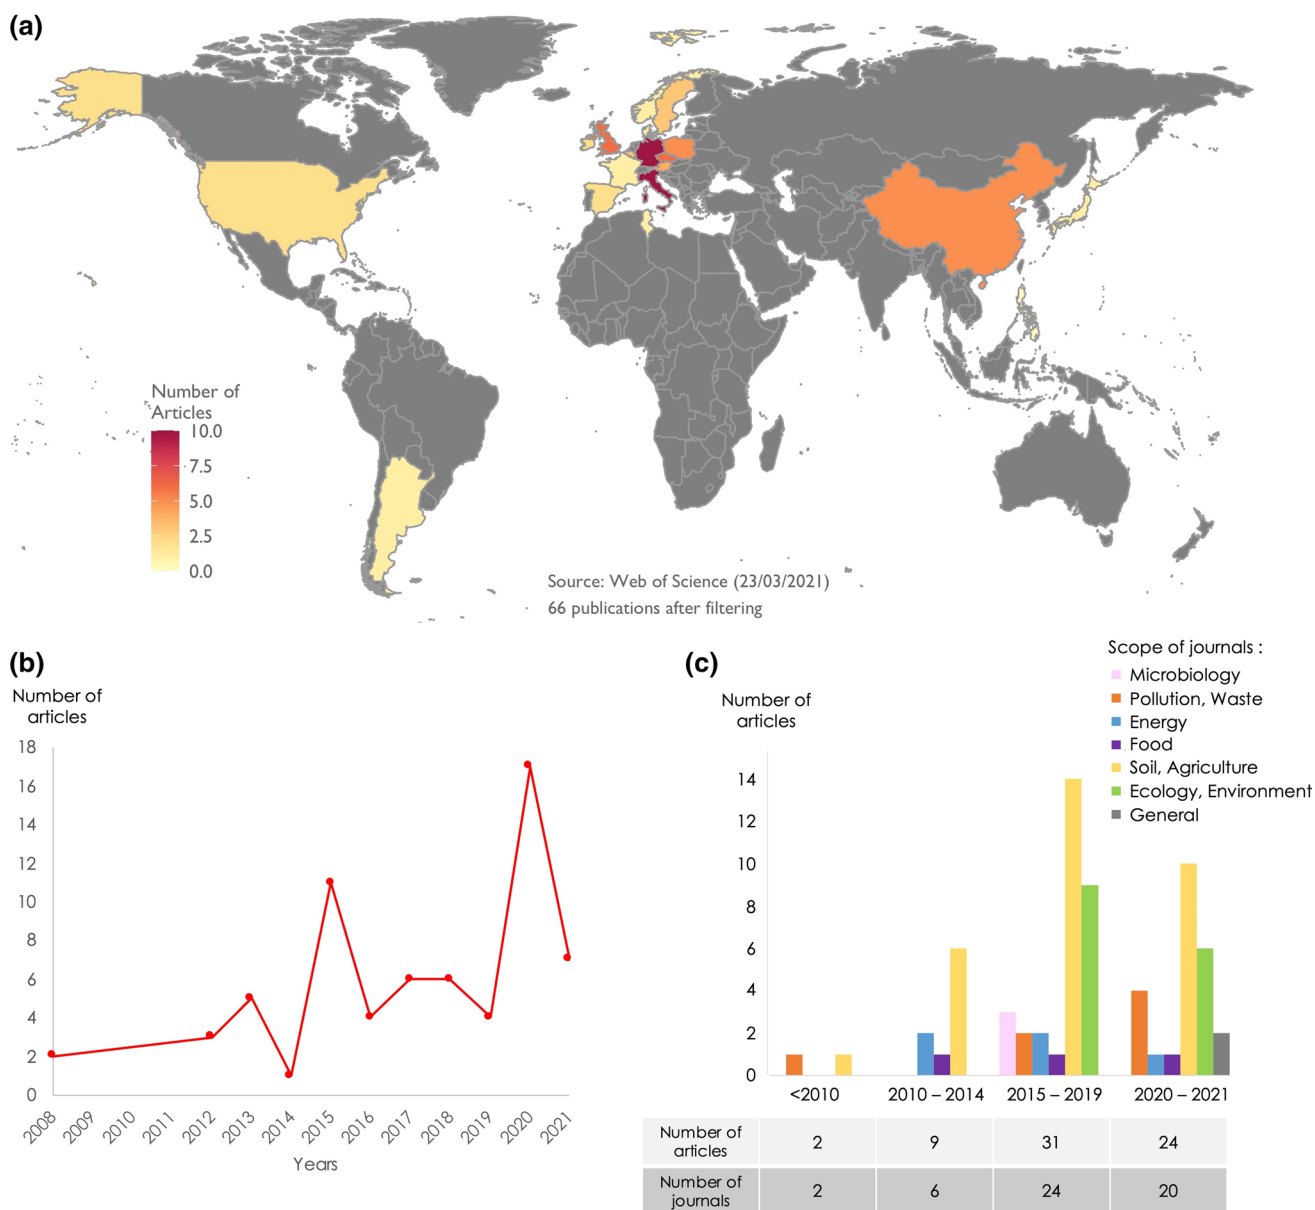 (a)
Number of
Articles
10.0
7.5
5.0
2.5
0.0
Source: Web of Science (23/03/2021)
66 publications after filtering
(b)
Number of
articles
18
16
14
12
10
8
6
4
2
0
2008
2009
2010
2011
2012
2013
2014
2015
2016
2017
2018
2019
2020
2021
Years
(c)
Scope of journals :
Microbiology
Pollution, Waste
Energy
Food
Soil, Agriculture
Ecology, Environment
General
Number of
articles
14
12
10
8
6
4
2
0
<2010 2010 – 2014 2015 – 2019 2020 – 2021
Number of
articles
2 9 31 24
Number of
journals
2 6 24 20